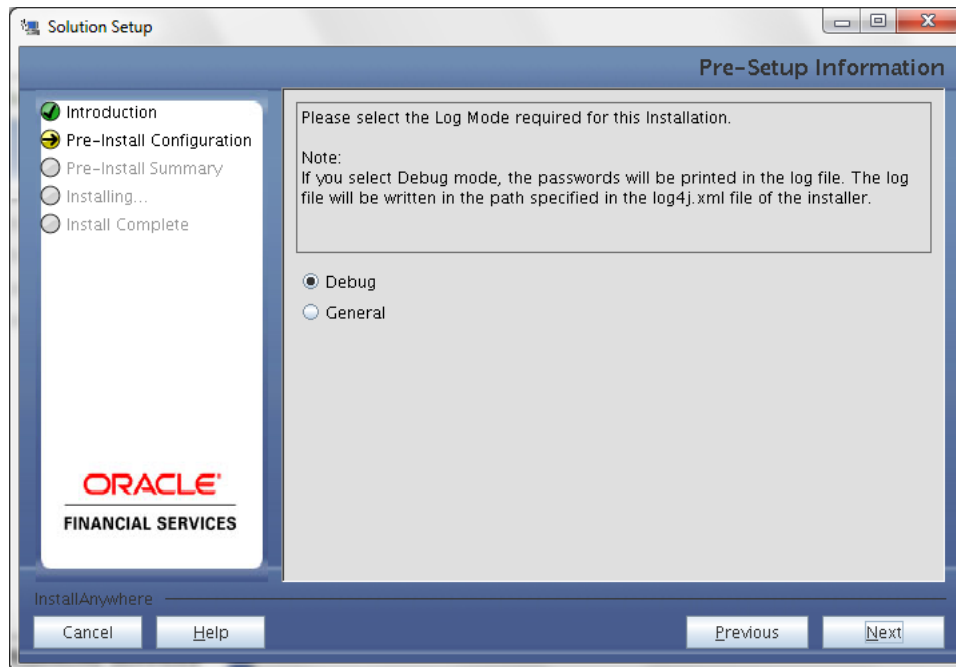 Solution Setup
Pre-Setup Information
Introduction
Pre-Install Configuration
Pre-Install Summary
Installing...
Install Complete
ORACLE
FINANCIAL SERVICES
Please select the Log Mode required for this Installation.
Note:
If you select Debug mode, the passwords will be printed in the log file. The log
file will be written in the path specified in the log4j.xml file of the installer.
Debug
General
InstallAnywhere
Cancel
Help
Previous
Next